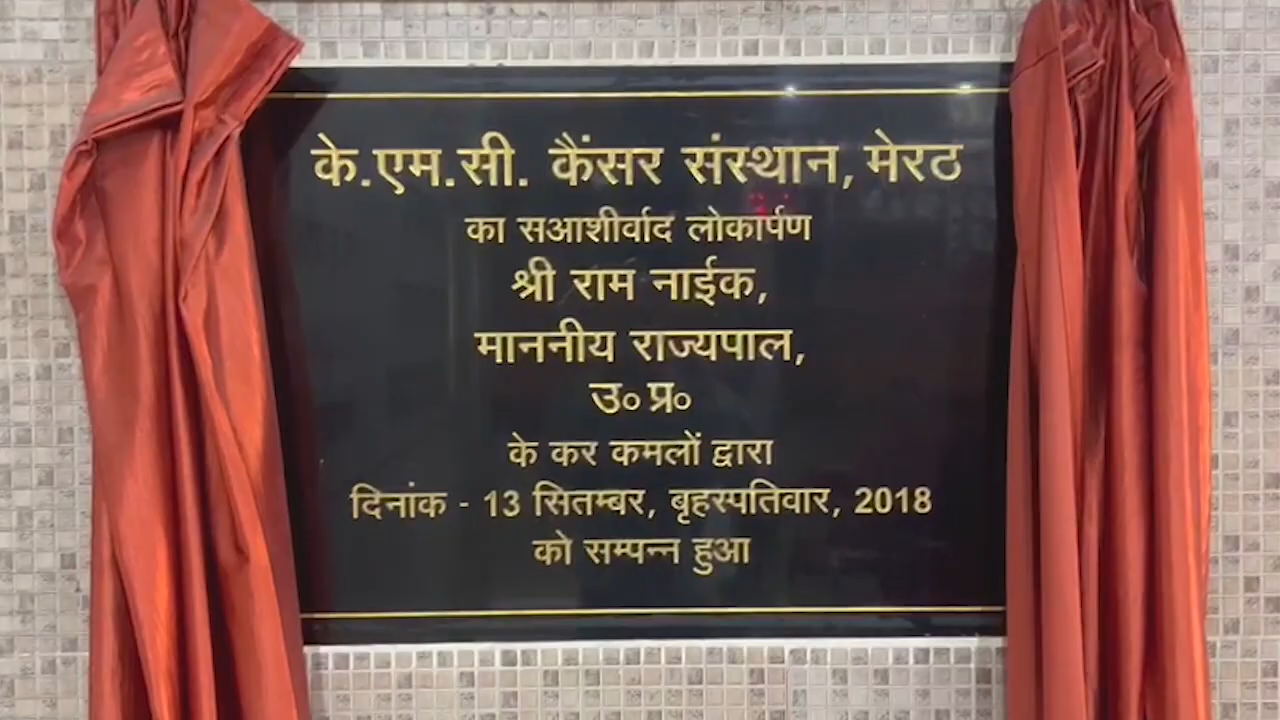 के.एम.सी. कैंसर संस्थान, मेरठ
का सआशीर्वाद लोकार्पण
श्री राम नाईक,
माननीय राज्यपाल,
उ० प्र०
के कर कमलों द्वारा
दिनांक - 13 सितम्बर, बृहस्पतिवार, 2018
को सम्पन्न हुआ